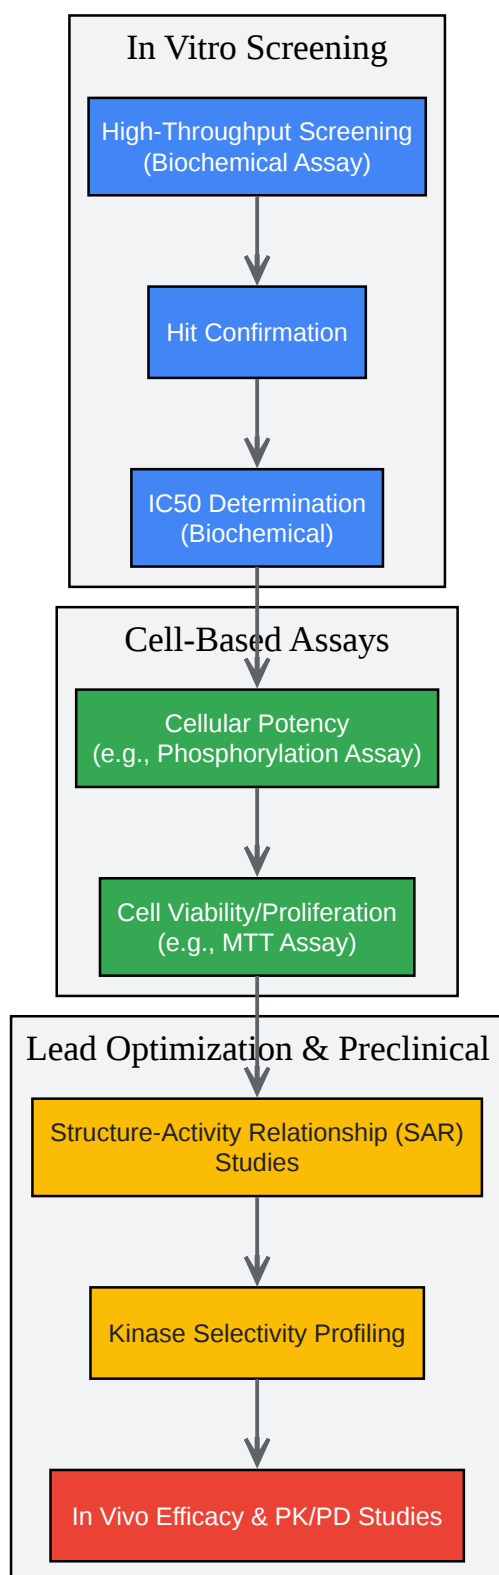 In Vitro Screening
High-Throughput Screening
(Biochemical Assay)
Hit Confirmation
IC50 Determination
(Biochemical)
Cell-Based Assays
Cellular Potency
(e.g., Phosphorylation Assay)
Cell Viability/Proliferation
(e.g., MTT Assay)
Lead Optimization & Preclinical
Structure-Activity Relationship (SAR)
Studies
Kinase Selectivity Profiling
In Vivo Efficacy & PK/PD Studies